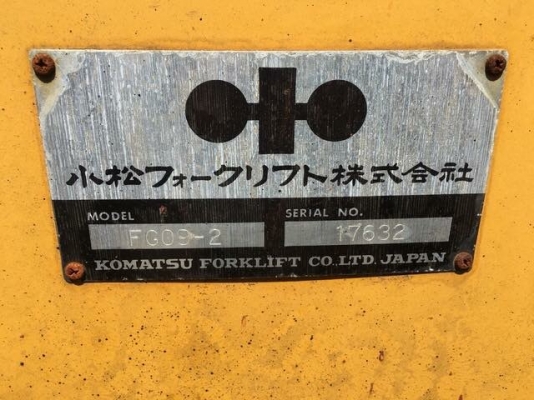 小松フォークリフト株式会社
MODEL SERIAL NO.
FG09-2 17632
KOMATSU FORKLIFT CO.LTD. JAPAN